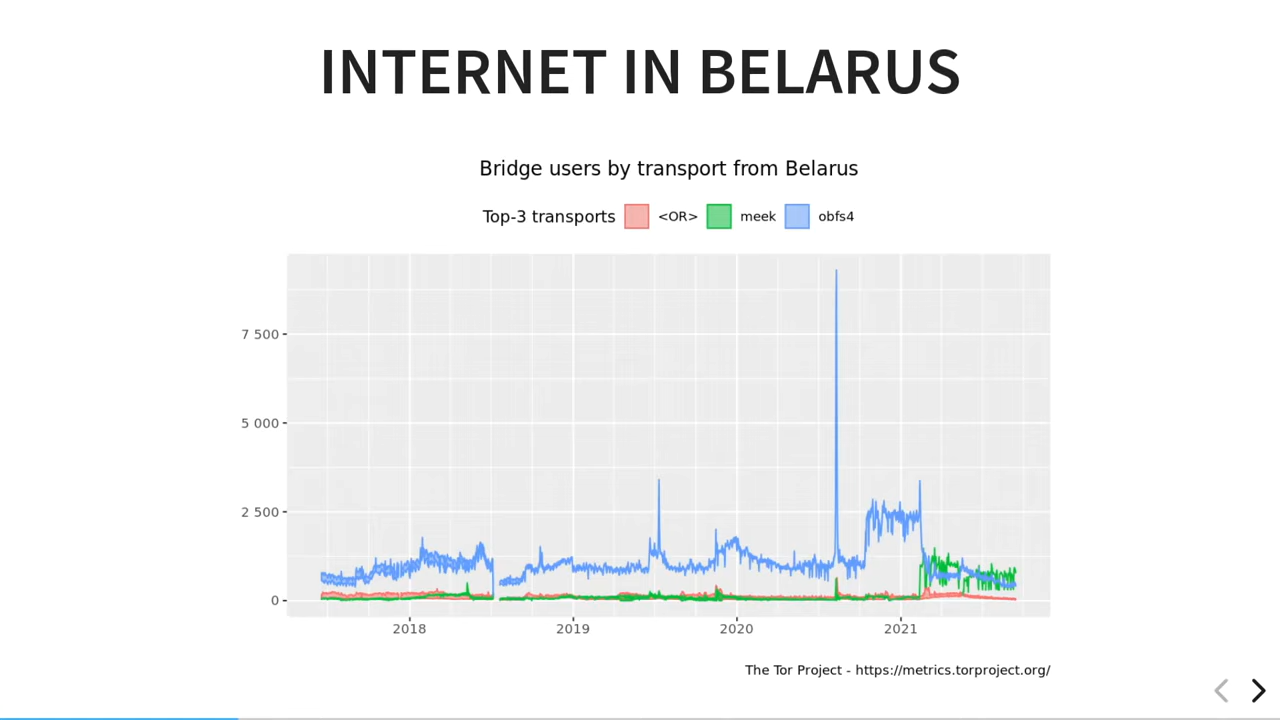 INTERNET IN BELARUS
Bridge users by transport from Belarus
Top-3 transports <OR> meek obfs4
7 500
5 000
2 500
0
2018 2019 2020 2021
The Tor Project - https://metrics.torproject.org/